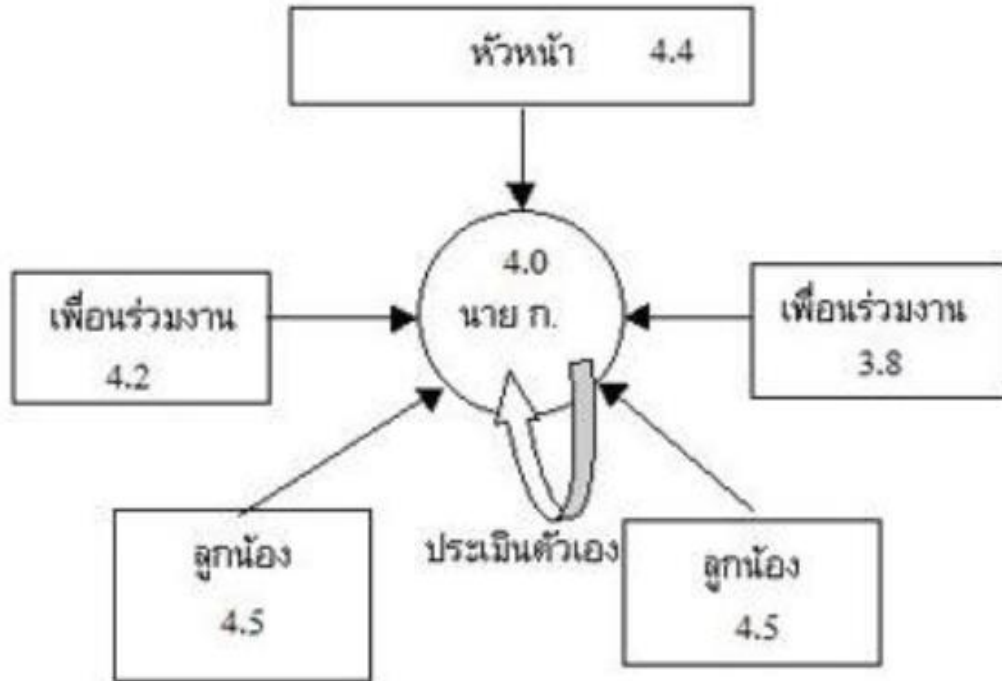 หัวหน้า 4.4
4.0
นาย ก.
เพื่อนร่วมงาน
4.2
เพื่อนร่วมงาน
3.8
ลูกน้อง
4.5
ประเมินตัวเอง
ลูกน้อง
4.5